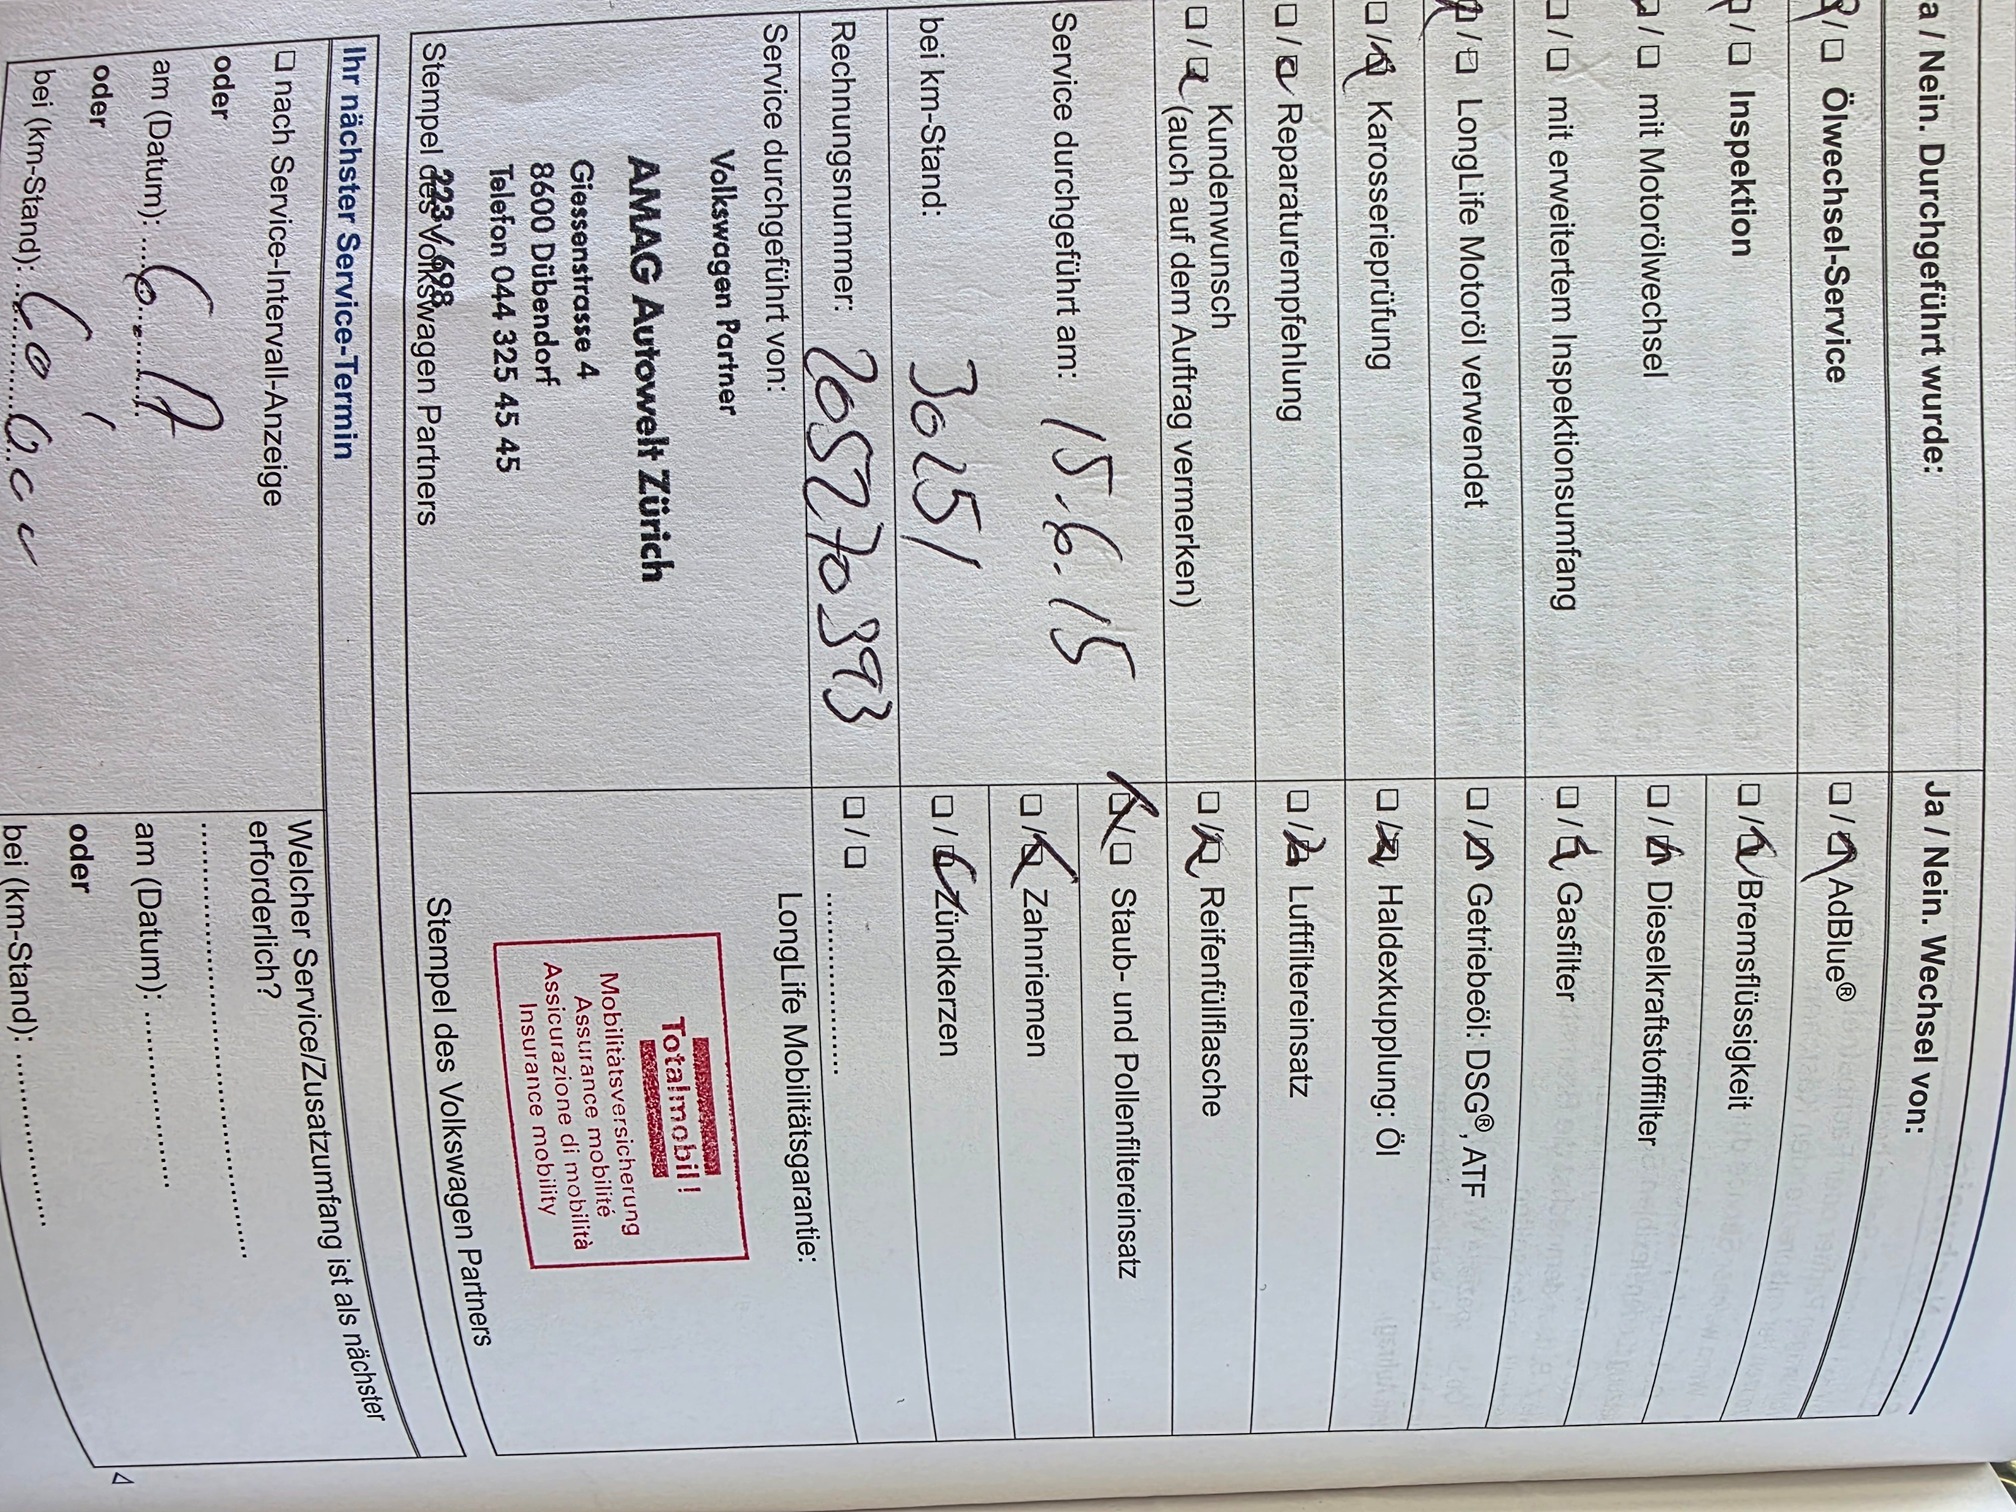 a / Nein. Durchgeführt wurde:
/ ☐ Ölwechsel-Service
/ ☐ Inspektion
/ ☐ mit Motorölwechsel
☐ / ☐ mit erweitertem Inspektionsumfang
/ ☐ LongLife Motoröl verwendet
☐ / ☒ Karosserieprüfung
☐ / ☒ Reparaturempfehlung
Kundenwunsch
☐ / ☒ (auch auf dem Auftrag vermerken)
Service durchgeführt am: 15.6.15
bei km-Stand: 30251
Rechnungsnummer: 205270393
Service durchgeführt von:
Volkswagen Partner
AMAG Autowelt Zürich
Giessenstrasse 4
8600 Dübendorf
Telefon 044 325 45 45
223 / 698
Stempel des Volkswagen Partners
Ja / Nein. Wechsel von:
☐ / ☒ AdBlue®
☐ / ☒ Bremsflüssigkeit
☐ / ☒ Dieselkraftstofffilter
☐ / ☒ Gasfilter
☐ / ☒ Getriebeöl: DSG®, ATF
☐ / ☒ Haldexkupplung: Öl
☐ / ☒ Luftfiltereinsatz
☐ / ☒ Reifenfüllflasche
☒ / ☐ Staub- und Pollenfiltereinsatz
☐ / ☒ Zahnriemen
☐ / ☒ Zündkerzen
☐ / ☐ ....................
LongLife Mobilitätsgarantie:
Totalmobil!
Mobilitätsversicherung
Assurance mobilité
Assicurazione di mobilità
Insurance mobility
Stempel des Volkswagen Partners
Ihr nächster Service-Termin
☐ nach Service-Intervall-Anzeige
oder
am (Datum): 6.17
oder
bei (km-Stand):
Welcher Service/Zusatzumfang ist als nächster
erforderlich?
........................................
am (Datum): ....................
oder
bei (km-Stand): ....................